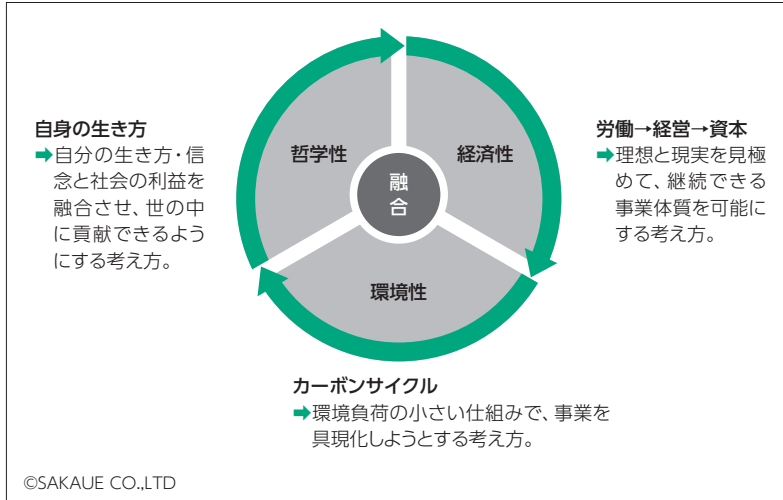 自身の生き方
➡自分の生き方・信
念と社会の利益を
融合させ、世の中
に貢献できるよう
にする考え方。
哲学性
経済性
融
合
環境性
労働→経営→資本
➡理想と現実を見極
めて、継続できる
事業体質を可能に
する考え方。
カーボンサイクル
➡環境負荷の小さい仕組みで、事業を
具現化しようとする考え方。
©SAKAUE CO.,LTD